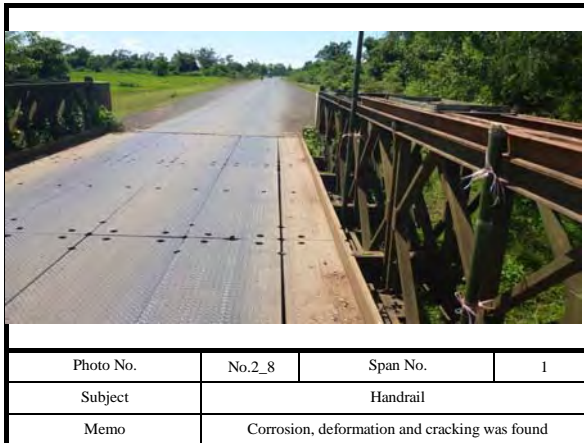 Photo No. No.2_8 Span No. 1
Subject Handrail
Memo Corrosion, deformation and cracking was found